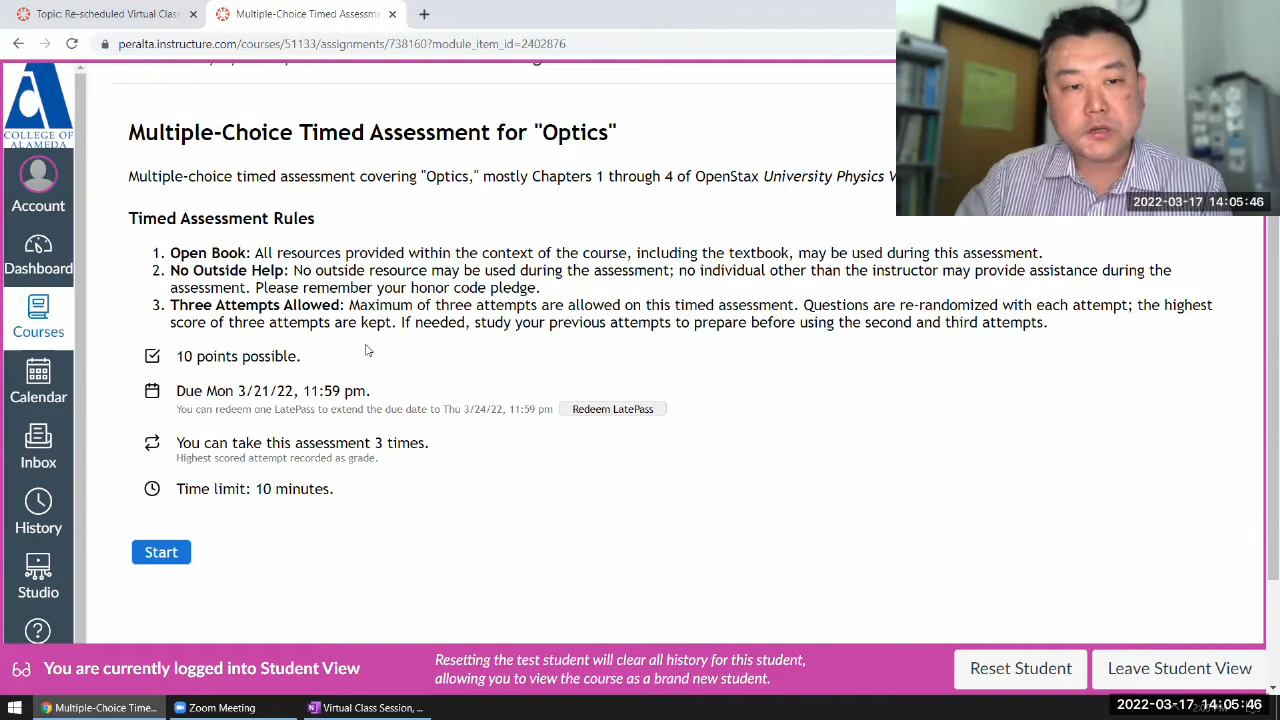 Topic: Re-scheduled Virtual Clas
Multiple-Choice Timed Assessme
peralta.instructure.com/courses/51133/assignments/738160?module_item_id=2402876
COLLEGE OF
ALAMEDA
Account
Dashboard
Courses
Calendar
Inbox
History
Studio
Multiple-Choice Timed Assessment for "Optics"
Multiple-choice timed assessment covering "Optics," mostly Chapters 1 through 4 of OpenStax University Physics V
Timed Assessment Rules
1. Open Book: All resources provided within the context of the course, including the textbook, may be used during this assessment.
2. No Outside Help: No outside resource may be used during the assessment; no individual other than the instructor may provide assistance during the
assessment. Please remember your honor code pledge.
3. Three Attempts Allowed: Maximum of three attempts are allowed on this timed assessment. Questions are re-randomized with each attempt; the highest
score of three attempts are kept. If needed, study your previous attempts to prepare before using the second and third attempts.
10 points possible.
Due Mon 3/21/22, 11:59 pm.
You can redeem one LatePass to extend the due date to Thu 3/24/22, 11:59 pm Redeem LatePass
You can take this assessment 3 times.
Highest scored attempt recorded as grade.
Time limit: 10 minutes.
Start
2022-03-17 14:05:46
You are currently logged into Student View
Resetting the test student will clear all history for this student,
allowing you to view the course as a brand new student.
Reset Student
Leave Student View
Multiple-Choice Time...
Zoom Meeting
Virtual Class Session, ...
2022-03-17 14:05:46